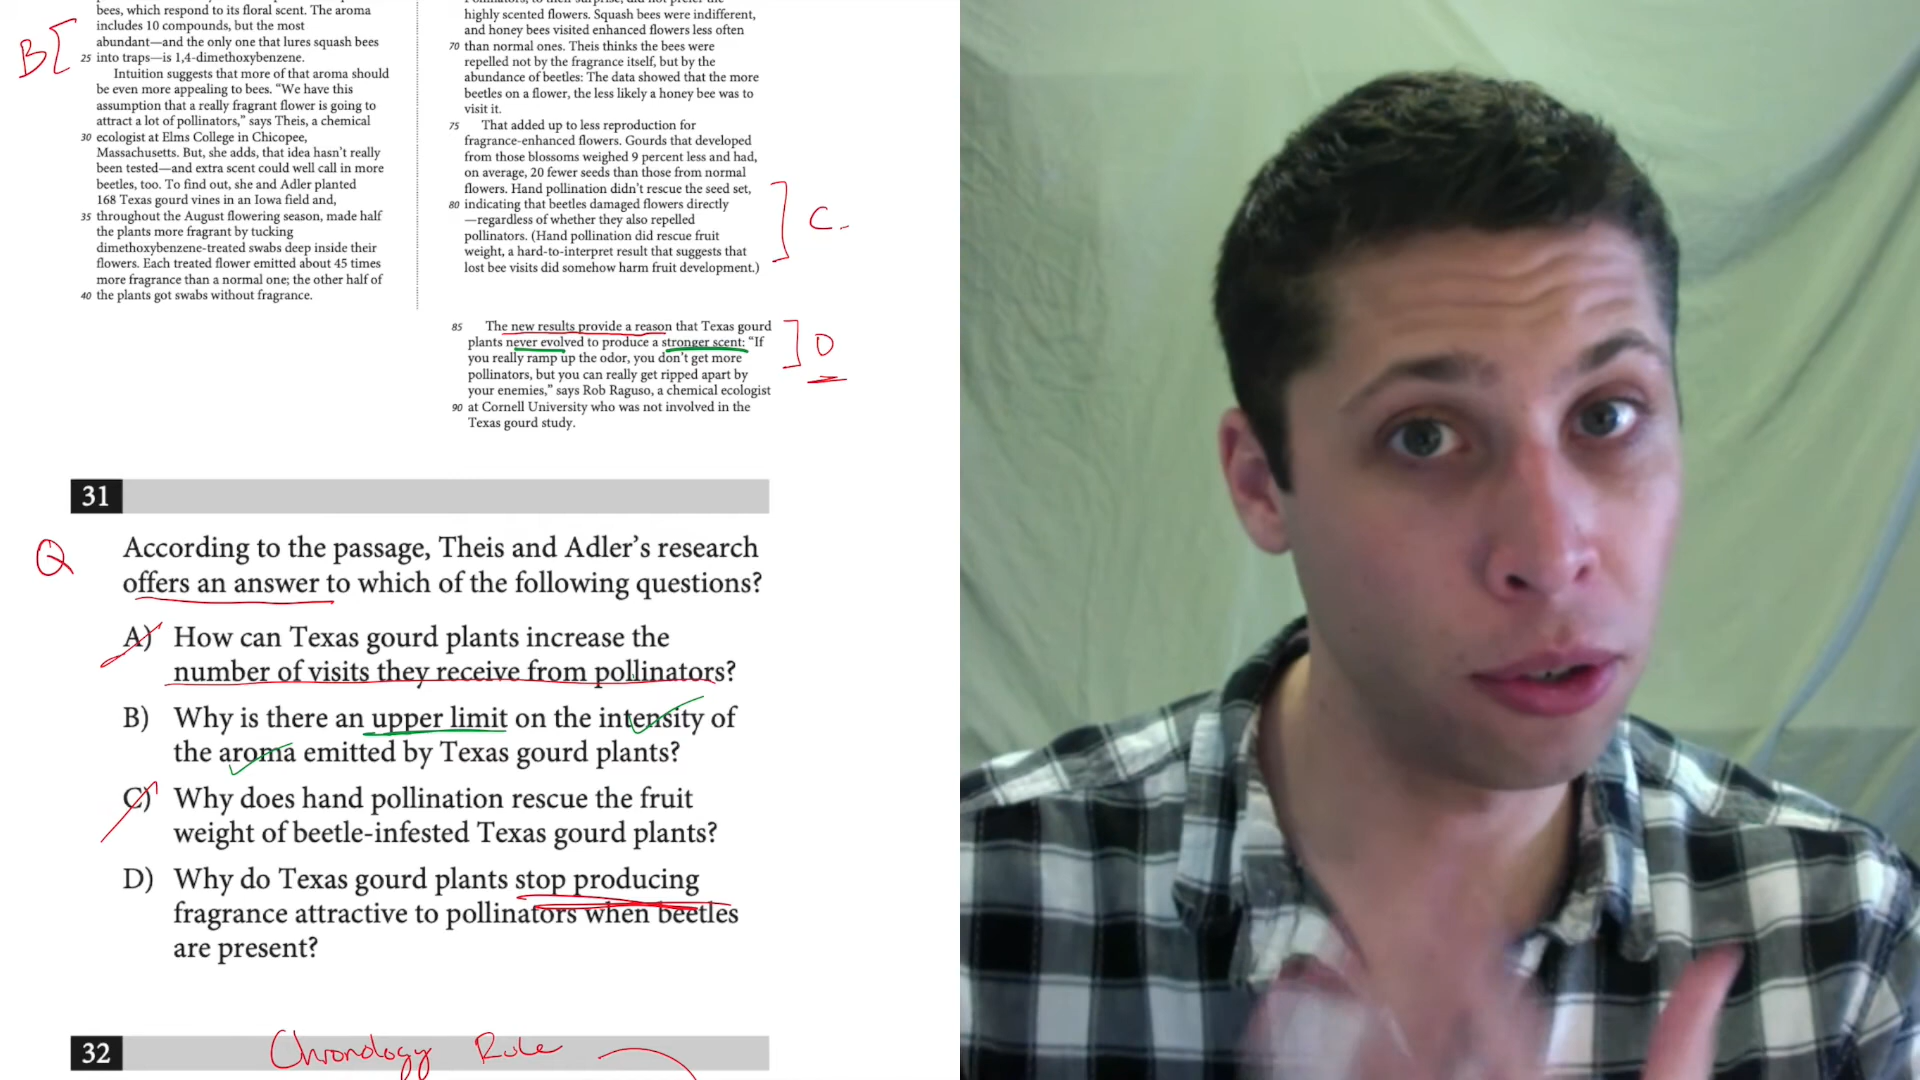 bees, which respond to its floral scent. The aroma
includes 10 compounds, but the most
abundant—and the only one that lures squash bees
25 into traps—is 1,4-dimethoxybenzene.
Intuition suggests that more of that aroma should
be even more appealing to bees. “We have this
assumption that a really fragrant flower is going to
attract a lot of pollinators,” says Theis, a chemical
30 ecologist at Elms College in Chicopee,
Massachusetts. But, she adds, that idea hasn’t really
been tested—and extra scent could well call in more
beetles, too. To find out, she and Adler planted
168 Texas gourd vines in an Iowa field and,
35 throughout the August flowering season, made half
the plants more fragrant by tucking
dimethoxybenzene-treated swabs deep inside their
flowers. Each treated flower emitted about 45 times
more fragrance than a normal one; the other half of
40 the plants got swabs without fragrance.
B
highly scented flowers. Squash bees were indifferent,
and honey bees visited enhanced flowers less often
70 than normal ones. Theis thinks the bees were
repelled not by the fragrance itself, but by the
abundance of beetles: The data showed that the more
beetles on a flower, the less likely a honey bee was to
visit it.
75 That added up to less reproduction for
fragrance-enhanced flowers. Gourds that developed
from those blossoms weighed 9 percent less and had,
on average, 20 fewer seeds than those from normal
flowers. Hand pollination didn’t rescue the seed set,
80 indicating that beetles damaged flowers directly
—regardless of whether they also repelled
pollinators. (Hand pollination did rescue fruit
weight, a hard-to-interpret result that suggests that
lost bee visits did somehow harm fruit development.)
C.
85 The new results provide a reason that Texas gourd
plants never evolved to produce a stronger scent: “If
you really ramp up the odor, you don’t get more
pollinators, but you can really get ripped apart by
your enemies,” says Rob Raguso, a chemical ecologist
90 at Cornell University who was not involved in the
Texas gourd study.
D
31
Q
According to the passage, Theis and Adler’s research
offers an answer to which of the following questions?
A) How can Texas gourd plants increase the
number of visits they receive from pollinators?
B) Why is there an upper limit on the intensity of
the aroma emitted by Texas gourd plants?
C) Why does hand pollination rescue the fruit
weight of beetle-infested Texas gourd plants?
D) Why do Texas gourd plants stop producing
fragrance attractive to pollinators when beetles
are present?
32
Chronology Rule